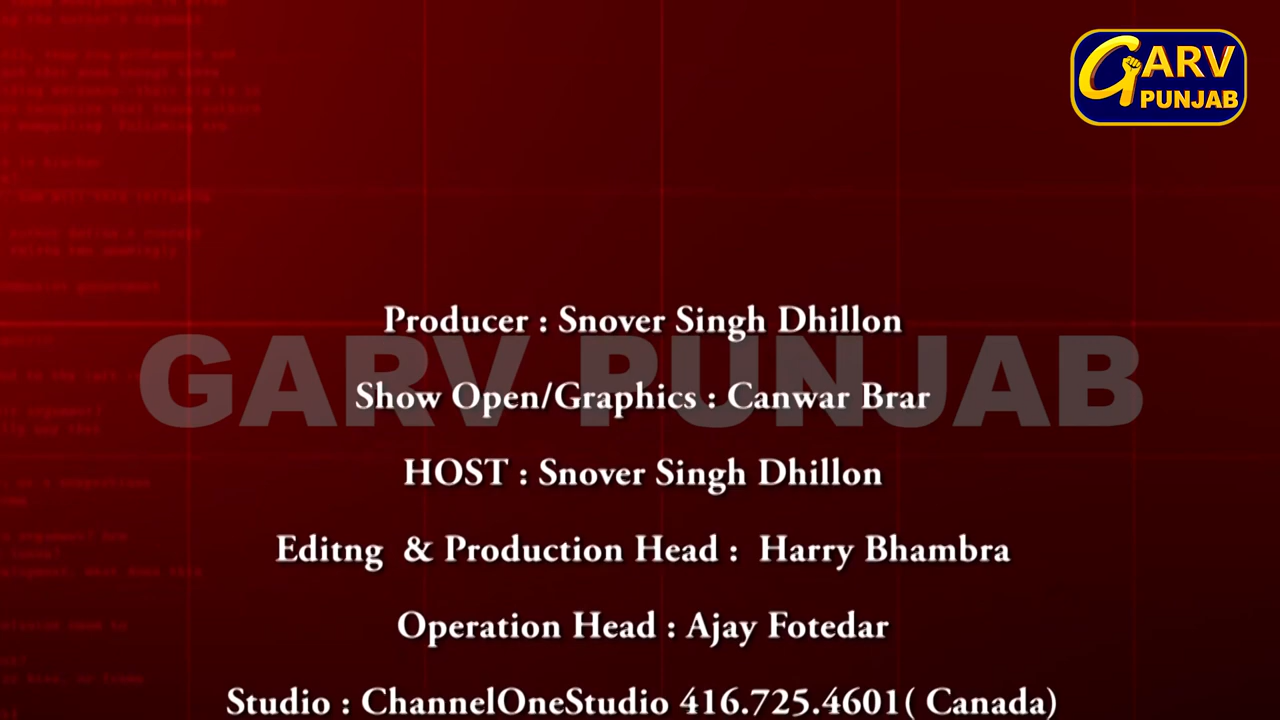 GARV
PUNJAB
Producer : Snover Singh Dhillon
GARV PUNJAB
Show Open/Graphics : Canwar Brar
HOST : Snover Singh Dhillon
Editng & Production Head : Harry Bhambra
Operation Head : Ajay Fotedar
Studio : ChannelOneStudio 416.725.4601( Canada)